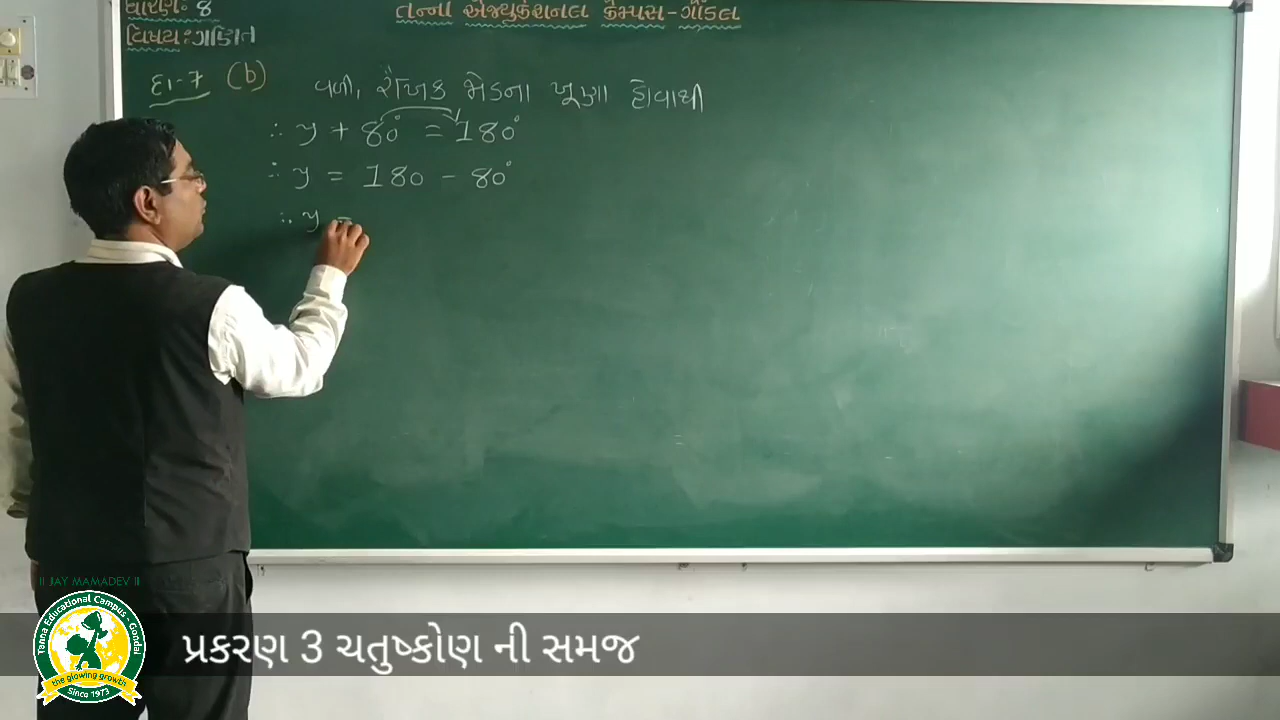 ધોરણ: 8
તન્ના એજ્યુકેશનલ કેમ્પસ-ગોંડલ
વિષય: ગણિત
દા-7 (b) વળી, રૈખિક જોડના ખૂણા હોવાથી
∴ y + 80° = 180°
∴ y = 180 - 80°
∴ y =
॥ JAY MAMADEV ॥
Tanna Educational Campus - Gondal
the glowing growth
Since 1973
પ્રકરણ 3 ચતુષ્કોણ ની સમજ